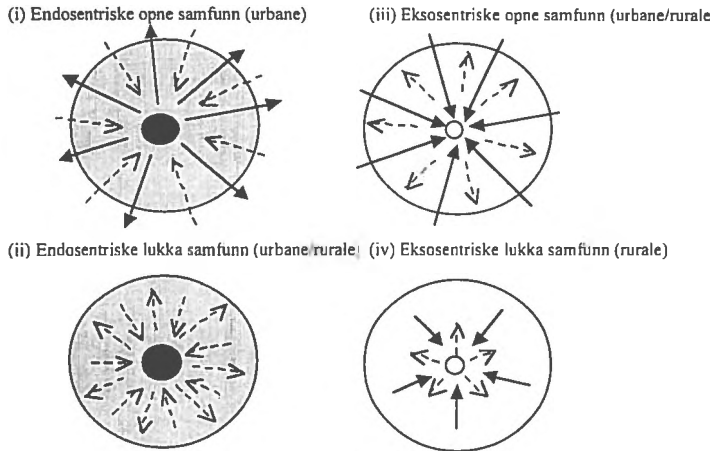 (i) Endosentriske opne samfunn (urbane)
(iii) Eksosentriske opne samfunn (urbane/rurale
(ii) Endosentriske lukka samfunn (urbane/rurale
(iv) Eksosentriske lukka samfunn (rurale)